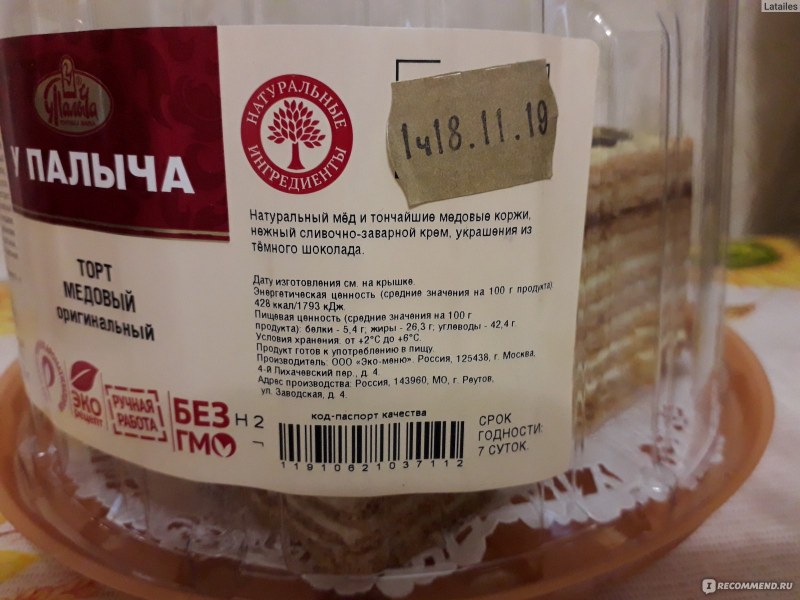 Latailes
У Палыча
У ПАЛЫЧА
ТОРТ
МЕДОВЫЙ
оригинальный
ЭКО
РУЧНАЯ
РАБОТА
БЕЗ
ГМО
НАТУРАЛЬНЫЕ
ИНГРЕДИЕНТЫ
1ч18.11.19
Натуральный мёд и тончайшие медовые коржи,
нежный сливочно-заварной крем, украшения из
тёмного шоколада.
Дату изготовления см. на крышке.
Энергетическая ценность (средние значения на 100 г продукта)
428 ккал/1793 кДж.
Пищевая ценность (средние значения на 100 г
продукта): белки - 5,4 г; жиры - 26,3 г; углеводы - 42,4 г.
Условия хранения: от +2°С до +6°С.
Продукт готов к употреблению в пищу.
Производитель: ООО «Эко-меню». Россия, 125438, г. Москва,
4-й Лихачевский пер., д. 4.
Адрес производства: Россия, 143960, МО, г. Реутов,
ул. Заводская, д. 4.
код-паспорт качества
Н 2
11910621037112
СРОК
ГОДНОСТИ:
7 СУТОК.
I RECOMMEND.RU